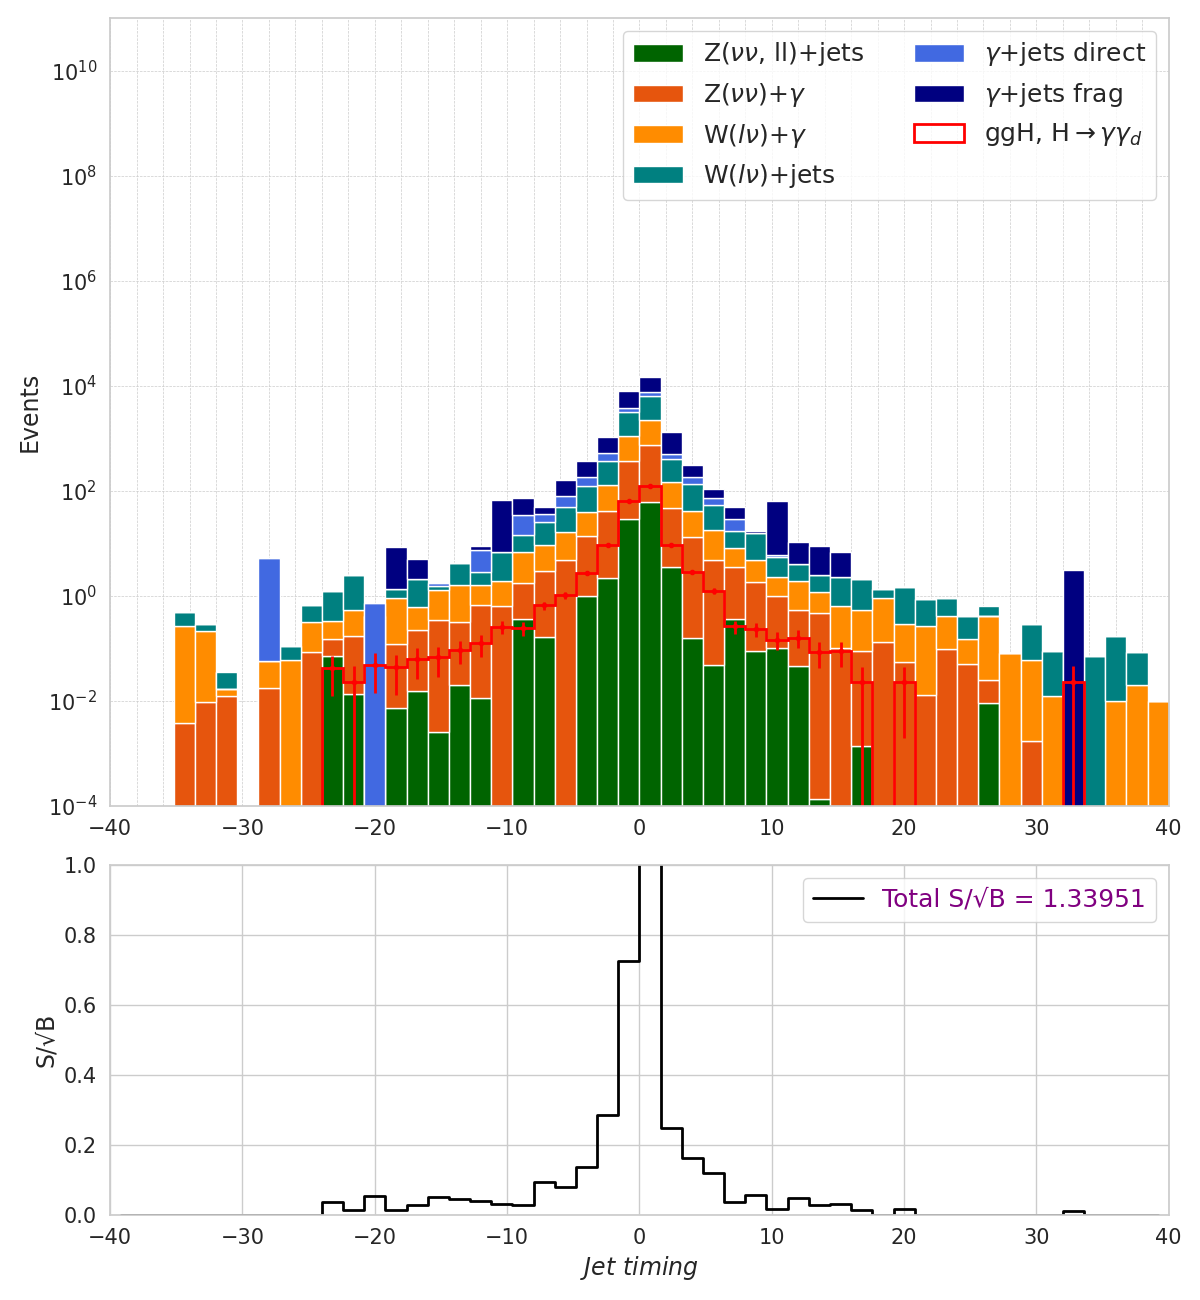 Z(νν, ll)+jets
Z(νν)+γ
W(lν)+γ
W(lν)+jets
γ+jets direct
γ+jets frag
ggH, H→γγ_d
Events
10^10
10^8
10^6
10^4
10^2
10^0
10^−2
10^−4
−40 −30 −20 −10 0 10 20 30 40
Total S/√B = 1.33951
S/√B
1.0
0.8
0.6
0.4
0.2
0.0
−40 −30 −20 −10 0 10 20 30 40
Jet timing